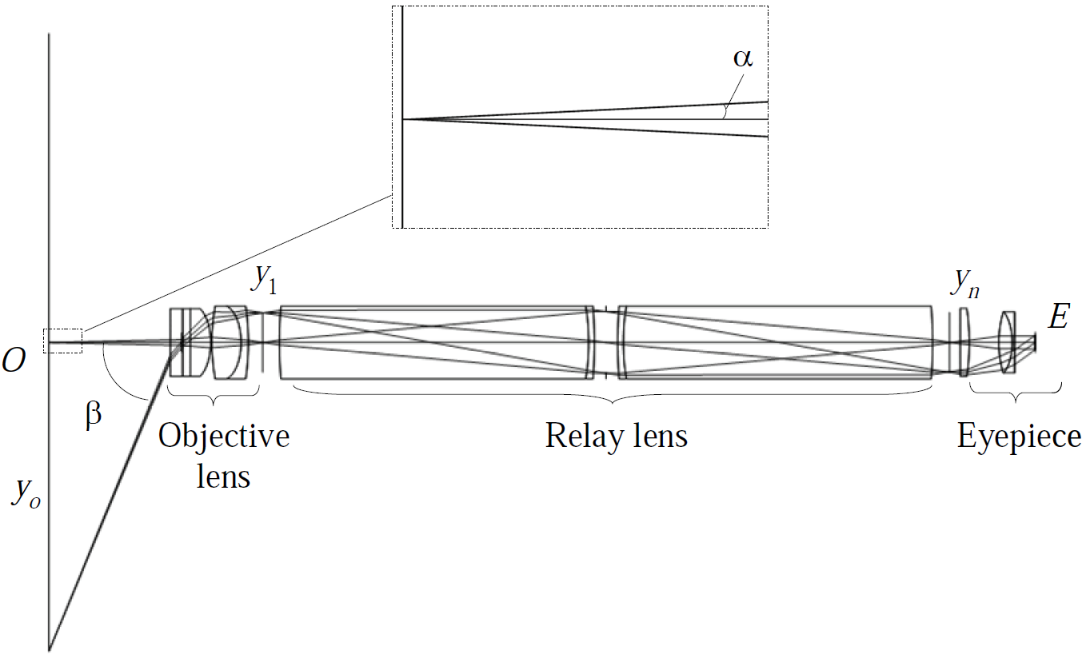 α
y₁
yₙ
E
O
β
Objective
lens
Relay lens
Eyepiece
yₒ